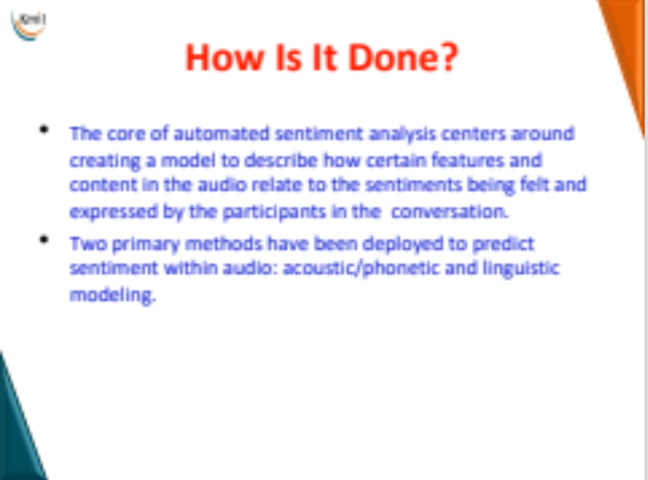 Kmit
How Is It Done?
• The core of automated sentiment analysis centers around
creating a model to describe how certain features and
content in the audio relate to the sentiments being felt and
expressed by the participants in the conversation.
• Two primary methods have been deployed to predict
sentiment within audio: acoustic/phonetic and linguistic
modeling.